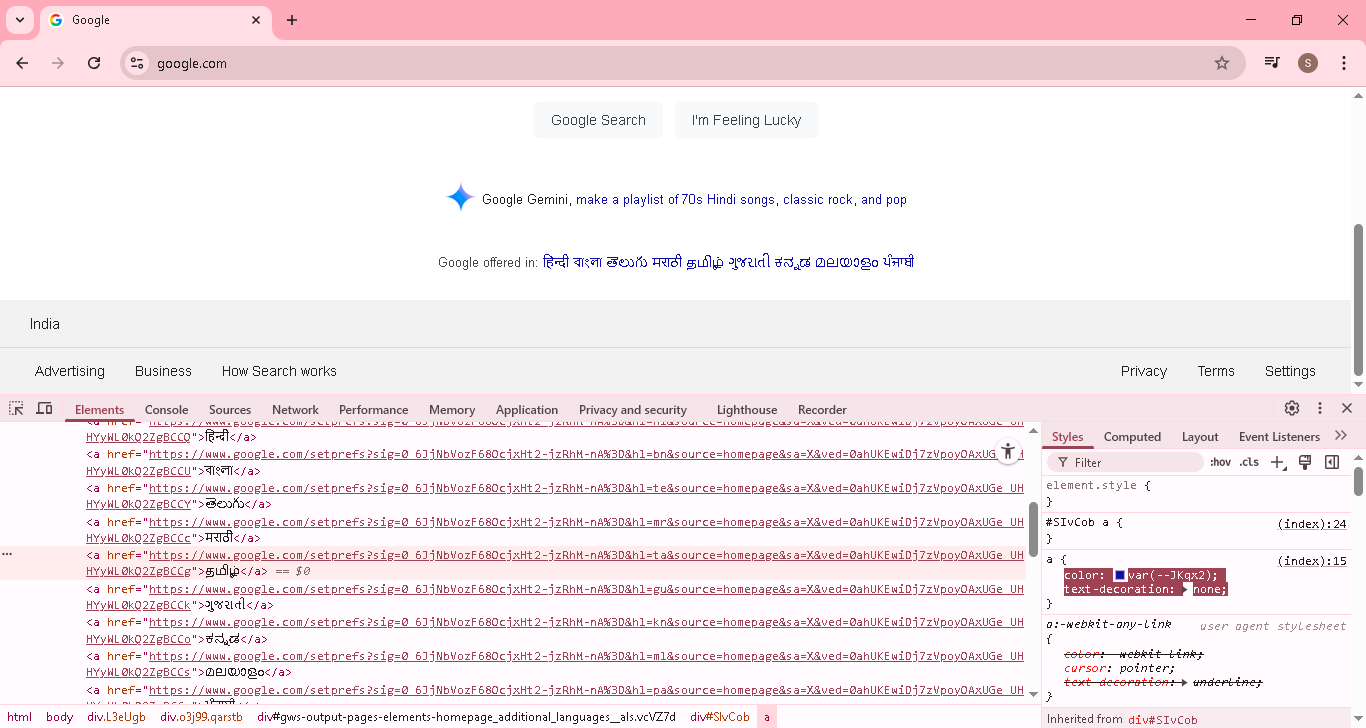 Google
google.com
S
Google Search
I'm Feeling Lucky
Google Gemini, make a playlist of 70s Hindi songs, classic rock, and pop
Google offered in: हिन्दी বাংলা తెలుగు मराठी தமிழ் ગુજરાતી ಕನ್ನಡ മലയാളം ਪੰਜਾਬੀ
India
Advertising Business How Search works Privacy Terms Settings
Elements Console Sources Network Performance Memory Application Privacy and security Lighthouse Recorder
HYyWL0kQ2ZgBCCQ">हिन्दी</a>
<a href="https://www.google.com/setprefs?sig=0_6JjNbVozF68OcjxHt2-jzRhM-nA%3D&hl=bn&source=homepage&sa=X&ved=0ahUKEwiDj7zVpoyOAxUGe_UH
HYyWL0kQ2ZgBCCU">বাংলা</a>
<a href="https://www.google.com/setprefs?sig=0_6JjNbVozF68OcjxHt2-jzRhM-nA%3D&hl=te&source=homepage&sa=X&ved=0ahUKEwiDj7zVpoyOAxUGe_UH
HYyWL0kQ2ZgBCCY">తెలుగు</a>
<a href="https://www.google.com/setprefs?sig=0_6JjNbVozF68OcjxHt2-jzRhM-nA%3D&hl=mr&source=homepage&sa=X&ved=0ahUKEwiDj7zVpoyOAxUGe_UH
HYyWL0kQ2ZgBCCc">मराठी</a>
<a href="https://www.google.com/setprefs?sig=0_6JjNbVozF68OcjxHt2-jzRhM-nA%3D&hl=ta&source=homepage&sa=X&ved=0ahUKEwiDj7zVpoyOAxUGe_UH
HYyWL0kQ2ZgBCCg">தமிழ்</a> == $0
<a href="https://www.google.com/setprefs?sig=0_6JjNbVozF68OcjxHt2-jzRhM-nA%3D&hl=gu&source=homepage&sa=X&ved=0ahUKEwiDj7zVpoyOAxUGe_UH
HYyWL0kQ2ZgBCCk">ગુજરાતી</a>
<a href="https://www.google.com/setprefs?sig=0_6JjNbVozF68OcjxHt2-jzRhM-nA%3D&hl=kn&source=homepage&sa=X&ved=0ahUKEwiDj7zVpoyOAxUGe_UH
HYyWL0kQ2ZgBCCo">ಕನ್ನಡ</a>
<a href="https://www.google.com/setprefs?sig=0_6JjNbVozF68OcjxHt2-jzRhM-nA%3D&hl=ml&source=homepage&sa=X&ved=0ahUKEwiDj7zVpoyOAxUGe_UH
HYyWL0kQ2ZgBCCs">മലയാളം</a>
<a href="https://www.google.com/setprefs?sig=0_6JjNbVozF68OcjxHt2-jzRhM-nA%3D&hl=pa&source=homepage&sa=X&ved=0ahUKEwiDj7zVpoyOAxUGe_UH
Styles Computed Layout Event Listeners
Filter :hov .cls
element.style {
}
#SIvCob a { (index):24
}
a { (index):15
color: var(--JKqx2);
text-decoration: none;
}
a:-webkit-any-link user agent stylesheet
{
color: -webkit-link;
cursor: pointer;
text-decoration: underline;
}
Inherited from div#SIvCob
html body div.L3eUgb div.o3j99.qarstb div#gws-output-pages-elements-homepage_additional_languages__als.vcVZ7d div#SIvCob a